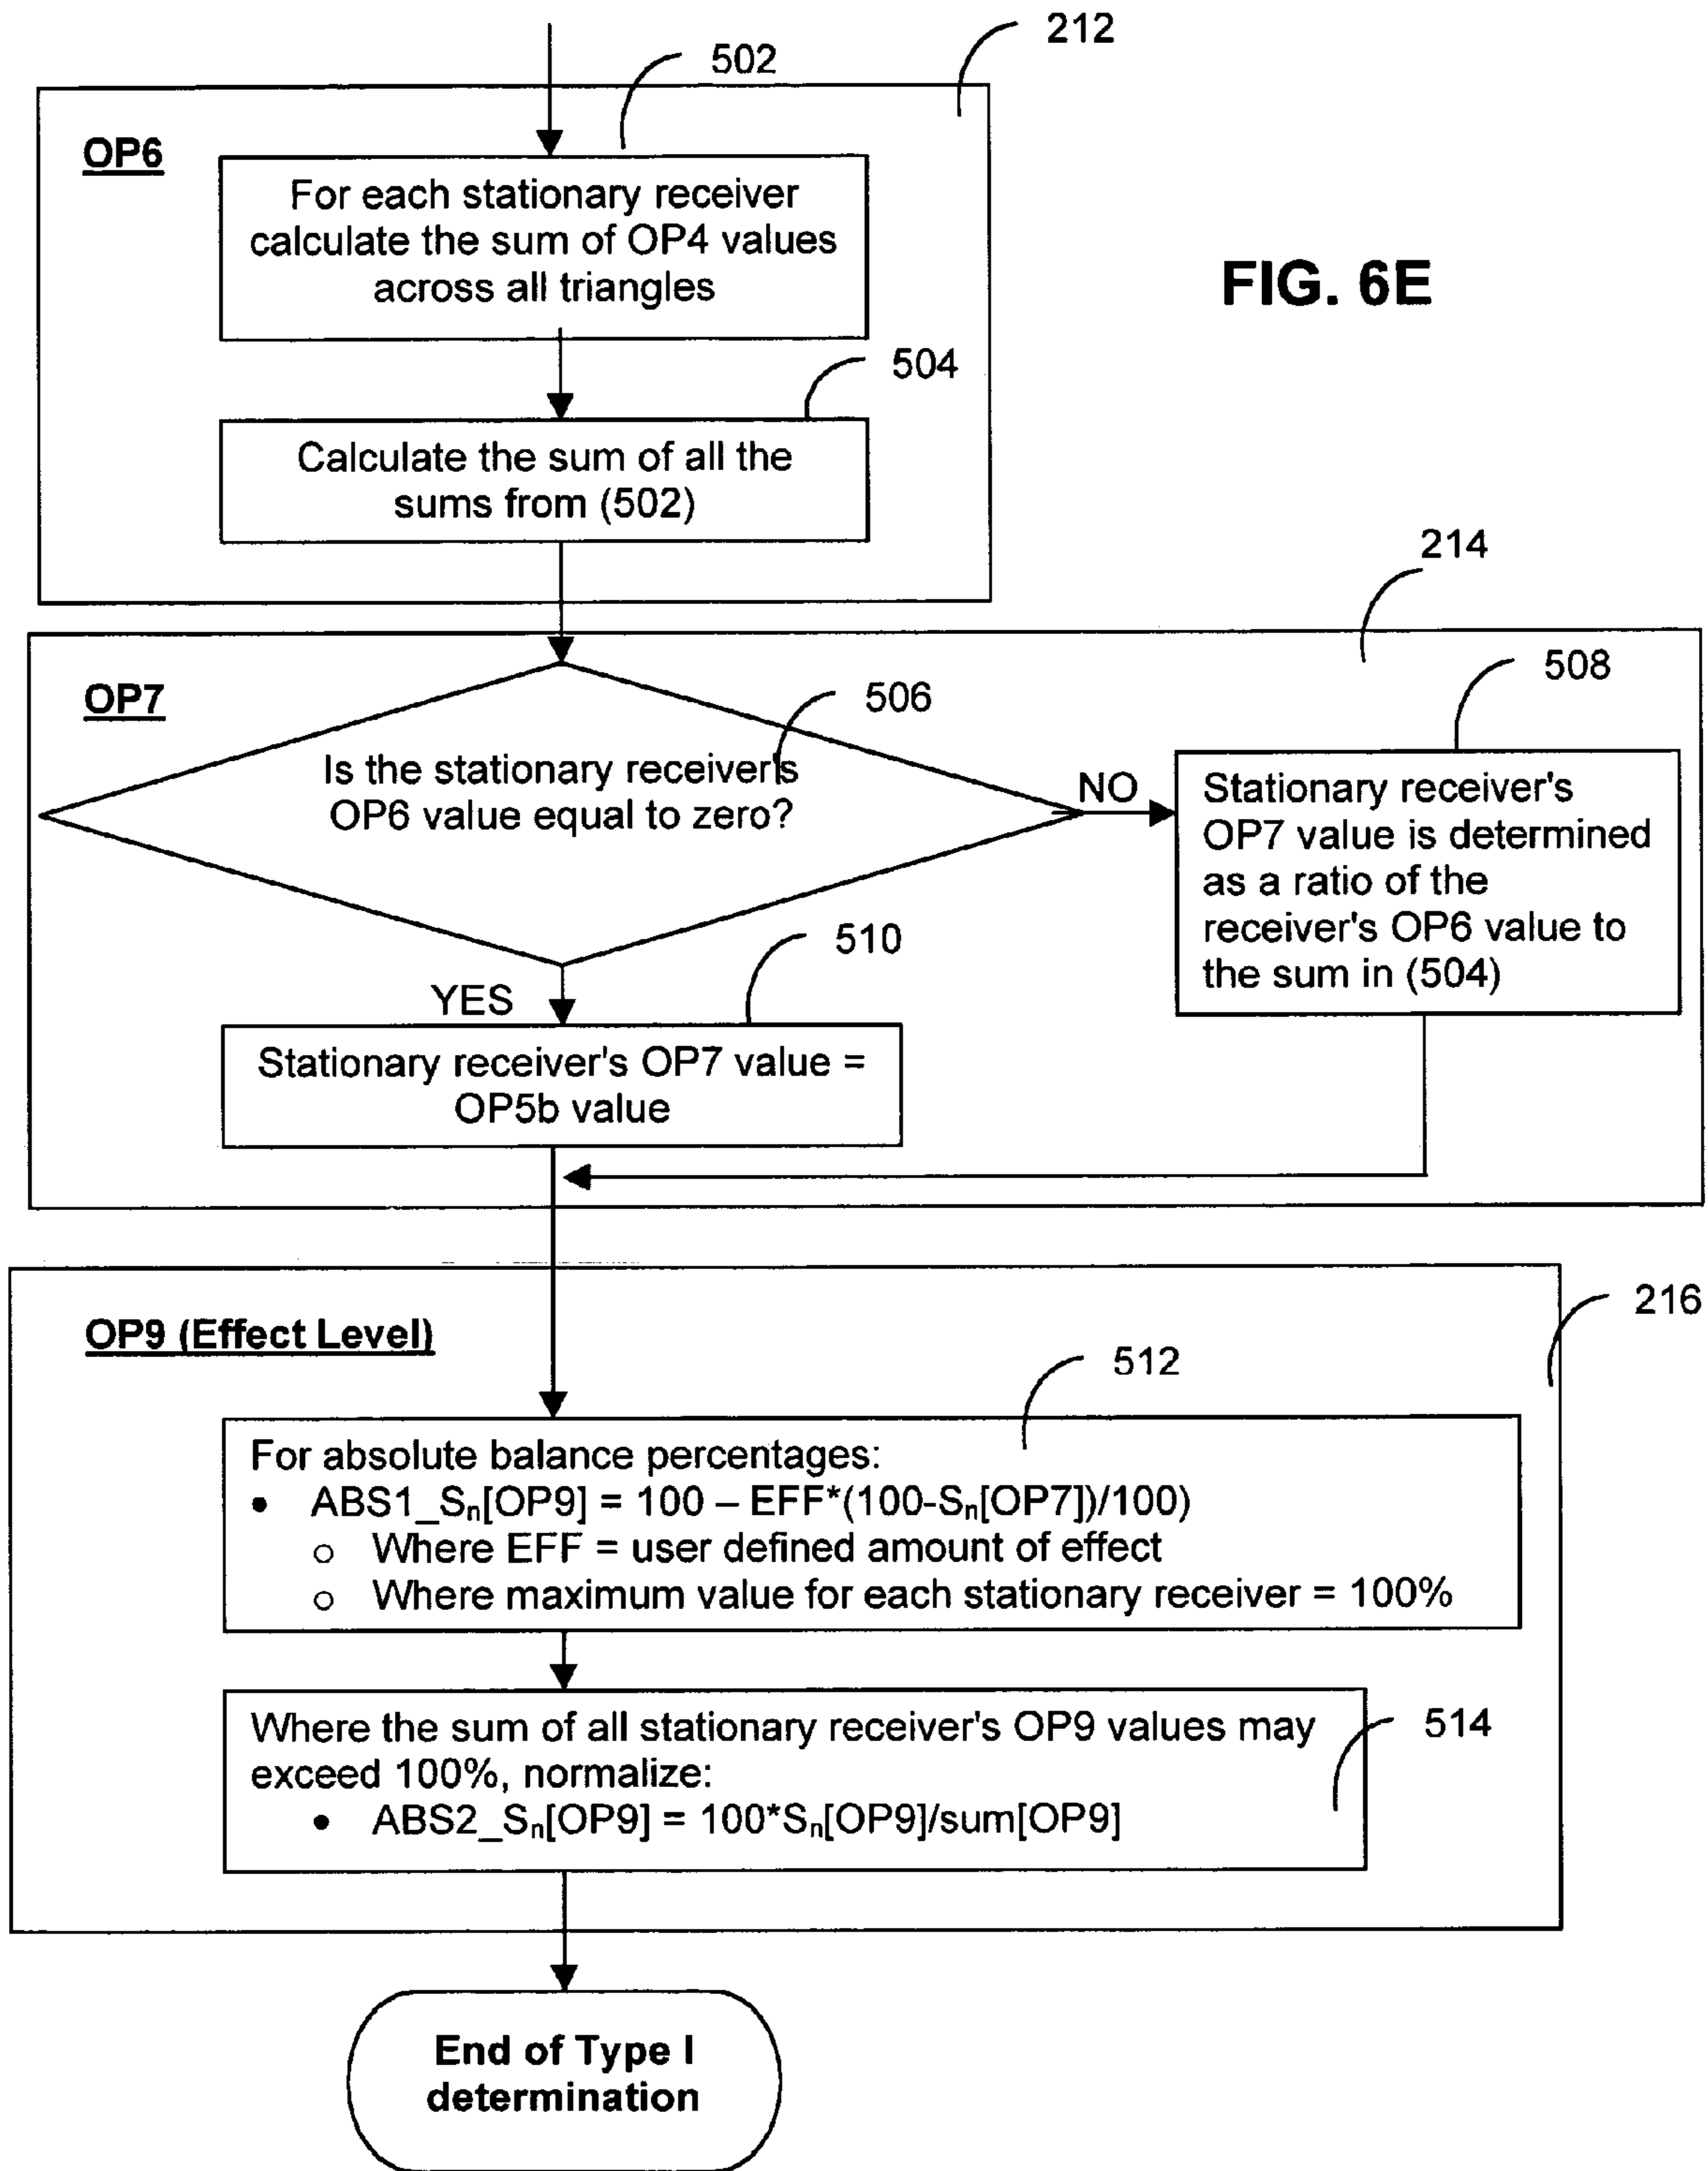 212
502
OP6
For each stationary receiver
calculate the sum of OP4 values
across all triangles
FIG. 6E
504
Calculate the sum of all the
sums from (502)
214
508
OP7
506
Is the stationary receiver's
OP6 value equal to zero?
NO
Stationary receiver's
OP7 value is determined
as a ratio of the
receiver's OP6 value to
the sum in (504)
510
YES
Stationary receiver's OP7 value =
OP5b value
216
OP9 (Effect Level)
512
For absolute balance percentages:
• ABS1_Sn[OP9] = 100 – EFF*(100-Sn[OP7])/100)
o Where EFF = user defined amount of effect
o Where maximum value for each stationary receiver = 100%
Where the sum of all stationary receiver's OP9 values may
exceed 100%, normalize:
514
• ABS2_Sn[OP9] = 100*Sn[OP9]/sum[OP9]
End of Type I
determination